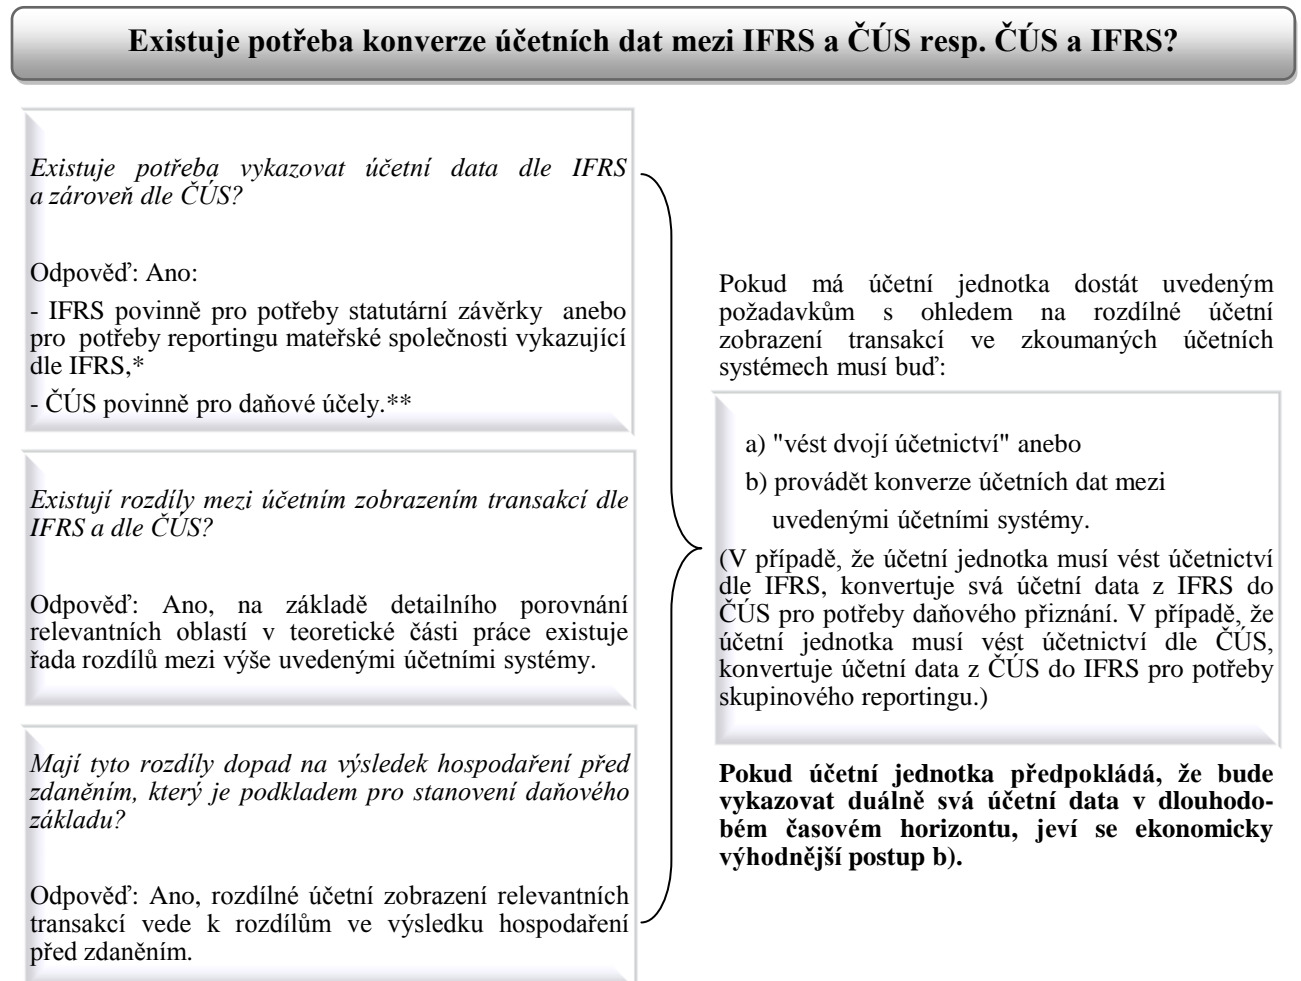 Existuje potřeba konverze účetních dat mezi IFRS a ČÚS resp. ČÚS a IFRS?
Existuje potřeba vykazovat účetní data dle IFRS
a zároveň dle ČÚS?
Odpověď: Ano:
- IFRS povinně pro potřeby statutární závěrky anebo
pro potřeby reportingu mateřské společnosti vykazující
dle IFRS,*
- ČÚS povinně pro daňové účely.**
Existují rozdíly mezi účetním zobrazením transakcí dle
IFRS a dle ČÚS?
Odpověď: Ano, na základě detailního porovnání
relevantních oblastí v teoretické části práce existuje
řada rozdílů mezi výše uvedenými účetními systémy.
Mají tyto rozdíly dopad na výsledek hospodaření před
zdaněním, který je podkladem pro stanovení daňového
základu?
Odpověď: Ano, rozdílné účetní zobrazení relevantních
transakcí vede k rozdílům ve výsledku hospodaření
před zdaněním.
Pokud má účetní jednotka dostát uvedeným
požadavkům s ohledem na rozdílné účetní
zobrazení transakcí ve zkoumaných účetních
systémech musí buď:
a) "vést dvojí účetnictví" anebo
b) provádět konverze účetních dat mezi
uvedenými účetními systémy.
(V případě, že účetní jednotka musí vést účetnictví
dle IFRS, konvertuje svá účetní data z IFRS do
ČÚS pro potřeby daňového přiznání. V případě, že
účetní jednotka musí vést účetnictví dle ČÚS,
konvertuje účetní data z ČÚS do IFRS pro potřeby
skupinového reportingu.)
Pokud účetní jednotka předpokládá, že bude
vykazovat duálně svá účetní data v dlouhodo-
bém časovém horizontu, jeví se ekonomicky
výhodnější postup b).